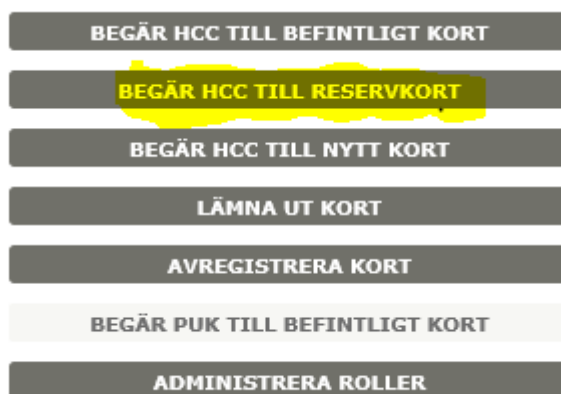 BEGÄR HCC TILL BEFINTLIGT KORT
BEGÄR HCC TILL RESERVKORT
BEGÄR HCC TILL NYTT KORT
LÄMNA UT KORT
AVREGISTRERA KORT
BEGÄR PUK TILL BEFINTLIGT KORT
ADMINISTRERA ROLLER